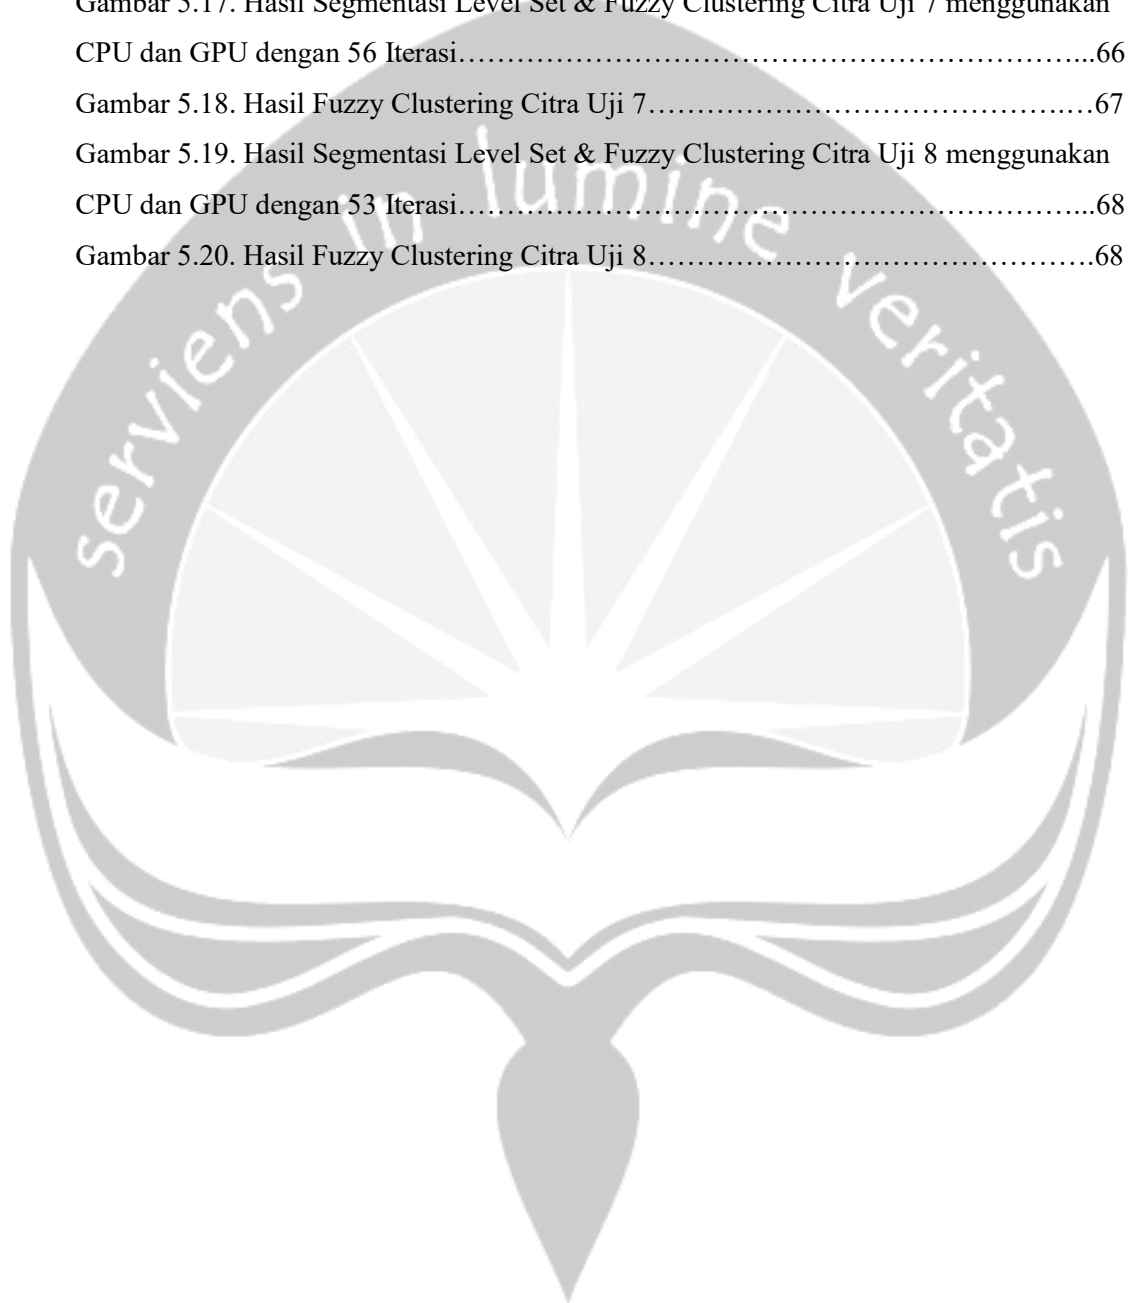 Gambar 5.17. Hasil Segmentasi Level Set & Fuzzy Clustering Citra Uji 7 menggunakan
CPU dan GPU dengan 56 Iterasi……………………………………………………………...66
Gambar 5.18. Hasil Fuzzy Clustering Citra Uji 7……………………………………….…67
Gambar 5.19. Hasil Segmentasi Level Set & Fuzzy Clustering Citra Uji 8 menggunakan
CPU dan GPU dengan 53 Iterasi……………………………………………………………...68
Gambar 5.20. Hasil Fuzzy Clustering Citra Uji 8………………………………………….68
serviens in lumine veritatis